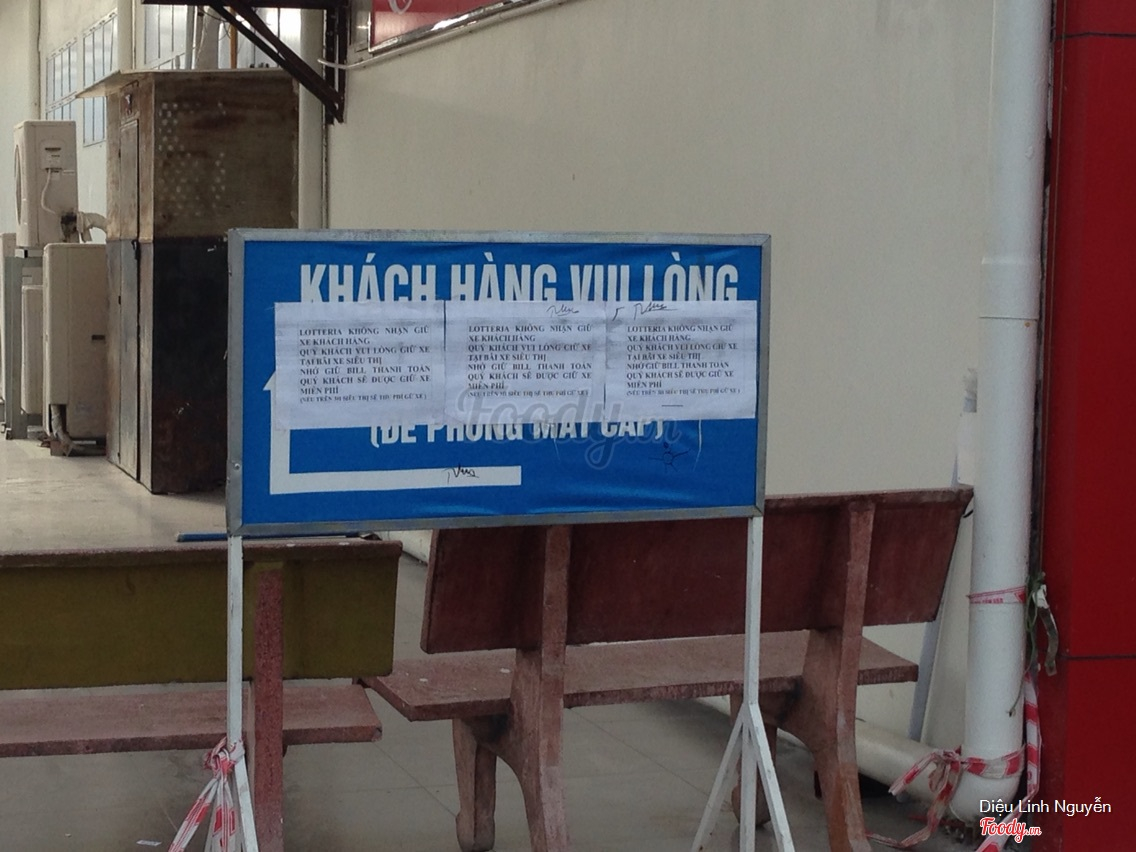 KHÁCH HÀNG VUI LÒNG
LOTTERIA KHÔNG NHẬN GIỮ
XE KHÁCH HÀNG
QUÝ KHÁCH VUI LÒNG GIỮ XE
TẠI BÃI XE SIÊU THỊ
NHỚ GIỮ BILL THANH TOÁN
QUÝ KHÁCH SẼ ĐƯỢC GIỮ XE
MIỄN PHÍ
LOTTERIA KHÔNG NHẬN GIỮ
XE KHÁCH HÀNG
QUÝ KHÁCH VUI LÒNG GIỮ XE
TẠI BÃI XE SIÊU THỊ
NHỚ GIỮ BILL THANH TOÁN
QUÝ KHÁCH SẼ ĐƯỢC GIỮ XE
MIỄN PHÍ
LOTTERIA KHÔNG NHẬN GIỮ
XE KHÁCH HÀNG
QUÝ KHÁCH VUI LÒNG GIỮ XE
TẠI BÃI XE SIÊU THỊ
NHỚ GIỮ BILL THANH TOÁN
QUÝ KHÁCH SẼ ĐƯỢC GIỮ XE
MIỄN PHÍ
Foody.vn
(ĐỀ PHÒNG MẤT CẮP)
Diệu Linh Nguyễn
Foody.vn